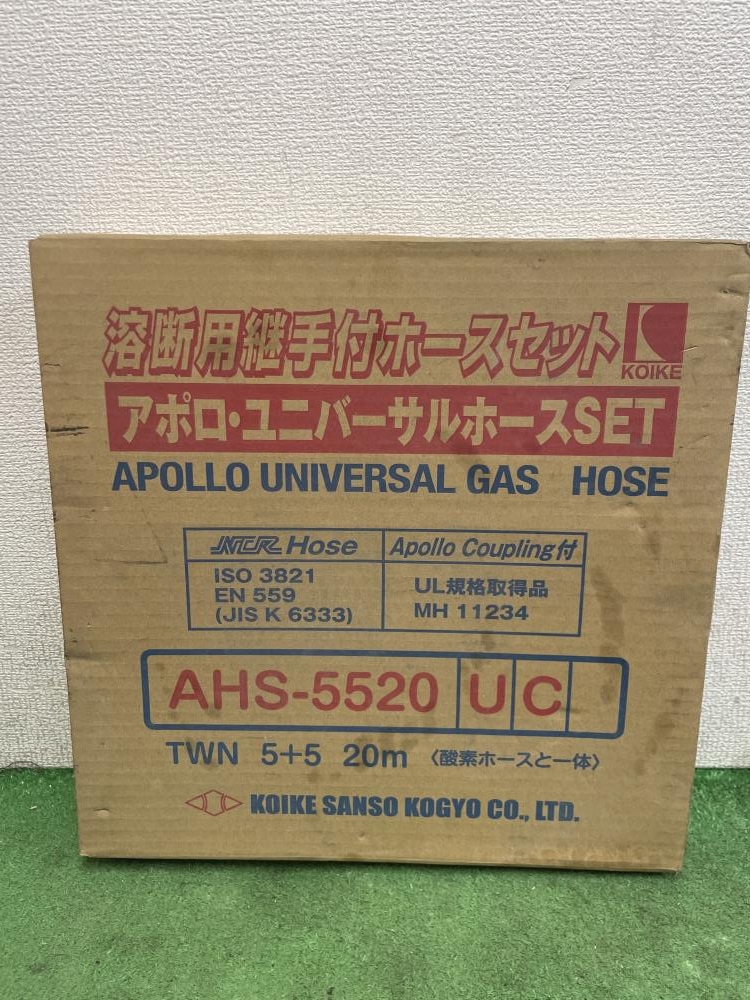 溶断用継手付ホースセット
KOIKE
アポロ・ユニバーサルホースSET
APOLLO UNIVERSAL GAS HOSE
NCR Hose
Apollo Coupling付
ISO 3821
EN 559
(JIS K 6333)
UL規格取得品
MH 11234
AHS-5520 U C
TWN 5+5 20m 〈酸素ホースと一体〉
KOIKE SANSO KOGYO CO., LTD.